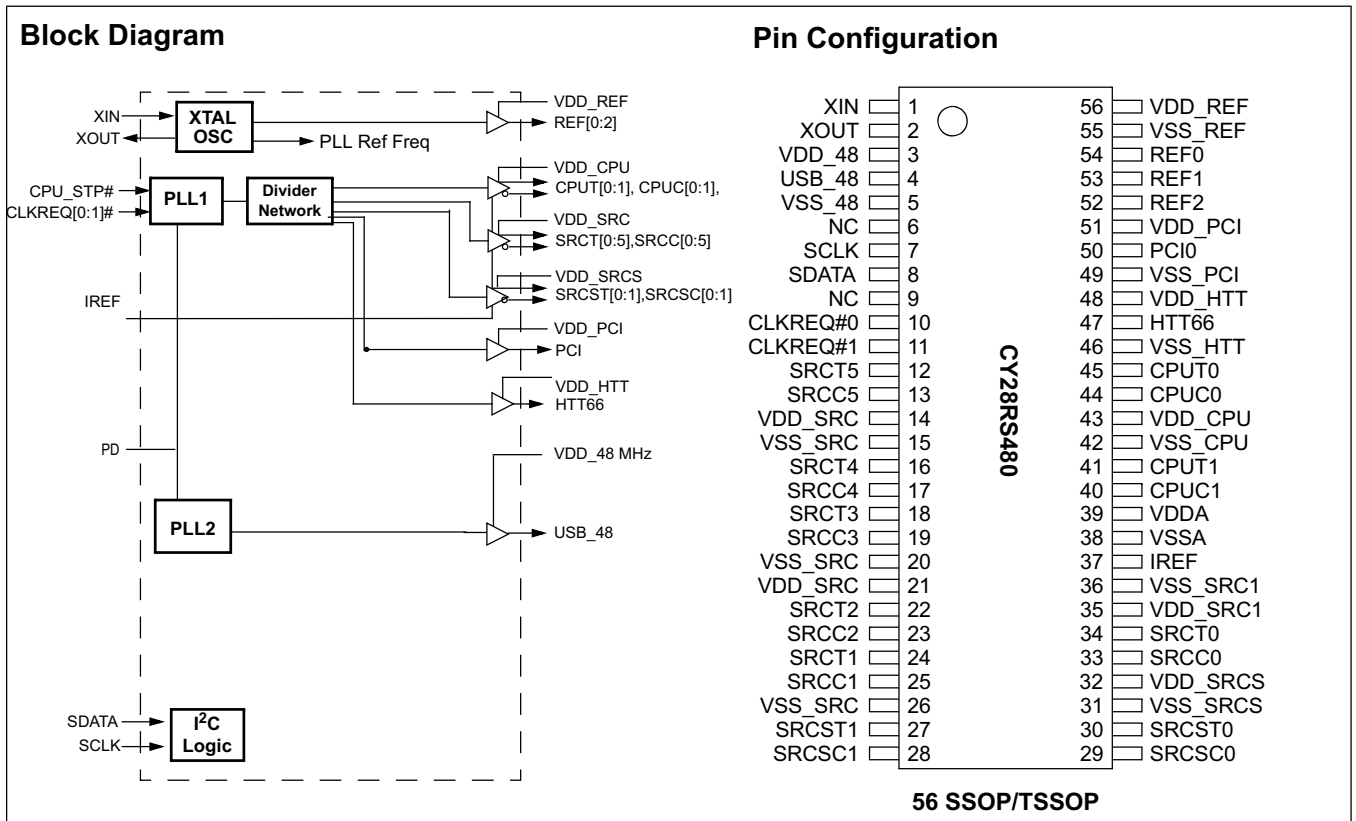 Block Diagram
XIN
XOUT
XTAL
OSC
PLL Ref Freq
VDD_REF
REF[0:2]
CPU_STP#
CLKREQ[0:1]#
PLL1
Divider
Network
VDD_CPU
CPUT[0:1], CPUC[0:1],
VDD_SRC
SRCT[0:5],SRCC[0:5]
VDD_SRCS
SRCST[0:1],SRCSC[0:1]
IREF
VDD_PCI
PCI
VDD_HTT
HTT66
PD
VDD_48 MHz
PLL2
USB_48
SDATA
SCLK
I2C
Logic
Pin Configuration
XIN 1 56 VDD_REF
XOUT 2 55 VSS_REF
VDD_48 3 54 REF0
USB_48 4 53 REF1
VSS_48 5 52 REF2
NC 6 51 VDD_PCI
SCLK 7 50 PCI0
SDATA 8 49 VSS_PCI
NC 9 48 VDD_HTT
CLKREQ#0 10 47 HTT66
CLKREQ#1 11 46 VSS_HTT
SRCT5 12 45 CPUT0
SRCC5 13 44 CPUC0
VDD_SRC 14 43 VDD_CPU
VSS_SRC 15 42 VSS_CPU
SRCT4 16 41 CPUT1
SRCC4 17 40 CPUC1
SRCT3 18 39 VDDA
SRCC3 19 38 VSSA
VSS_SRC 20 37 IREF
VDD_SRC 21 36 VSS_SRC1
SRCT2 22 35 VDD_SRC1
SRCC2 23 34 SRCT0
SRCT1 24 33 SRCC0
SRCC1 25 32 VDD_SRCS
VSS_SRC 26 31 VSS_SRCS
SRCST1 27 30 SRCST0
SRCSC1 28 29 SRCSC0
CY28RS480
56 SSOP/TSSOP